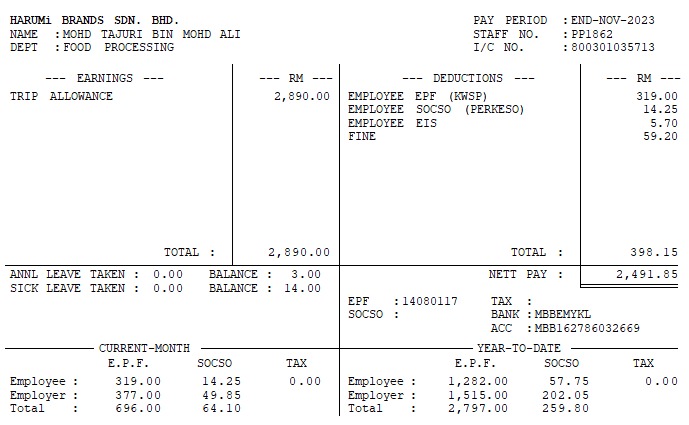 HARUMi BRANDS SDN. BHD. PAY PERIOD :END-NOV-2023
NAME :MOHD TAJURI BIN MOHD ALI STAFF NO. :PP1862
DEPT :FOOD PROCESSING I/C NO. :800301035713
--- EARNINGS --- --- RM --- --- DEDUCTIONS --- --- RM ---
TRIP ALLOWANCE 2,890.00 EMPLOYEE EPF (KWSP) 319.00
EMPLOYEE SOCSO (PERKESO) 14.25
EMPLOYEE EIS 5.70
FINE 59.20
TOTAL : 2,890.00 TOTAL : 398.15
ANNL LEAVE TAKEN : 0.00 BALANCE : 3.00 NETT PAY : 2,491.85
SICK LEAVE TAKEN : 0.00 BALANCE : 14.00
EPF :14080117 TAX :
SOCSO : BANK :MBBEMYKL
ACC :MBB162786032669
CURRENT-MONTH YEAR-TO-DATE
E.P.F. SOCSO TAX E.P.F. SOCSO TAX
Employee : 319.00 14.25 0.00 Employee : 1,282.00 57.75 0.00
Employer : 377.00 49.85 Employer : 1,515.00 202.05
Total : 696.00 64.10 Total : 2,797.00 259.80